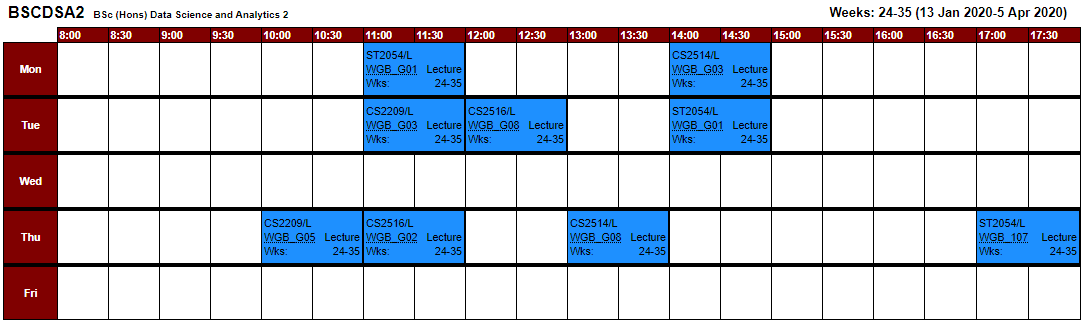 BSCDSA2 BSc (Hons) Data Science and Analytics 2 Weeks: 24-35 (13 Jan 2020-5 Apr 2020)
8:00 8:30 9:00 9:30 10:00 10:30 11:00 11:30 12:00 12:30 13:00 13:30 14:00 14:30 15:00 15:30 16:00 16:30 17:00 17:30
Mon
ST2054/L
WGB_G01 Lecture
Wks: 24-35
CS2514/L
WGB_G03 Lecture
Wks: 24-35
Tue
CS2209/L
WGB_G03 Lecture
Wks: 24-35
CS2516/L
WGB_G08 Lecture
Wks: 24-35
ST2054/L
WGB_G01 Lecture
Wks: 24-35
Wed
Thu
CS2209/L
WGB_G05 Lecture
Wks: 24-35
CS2516/L
WGB_G02 Lecture
Wks: 24-35
CS2514/L
WGB_G08 Lecture
Wks: 24-35
ST2054/L
WGB_107 Lecture
Wks: 24-35
Fri